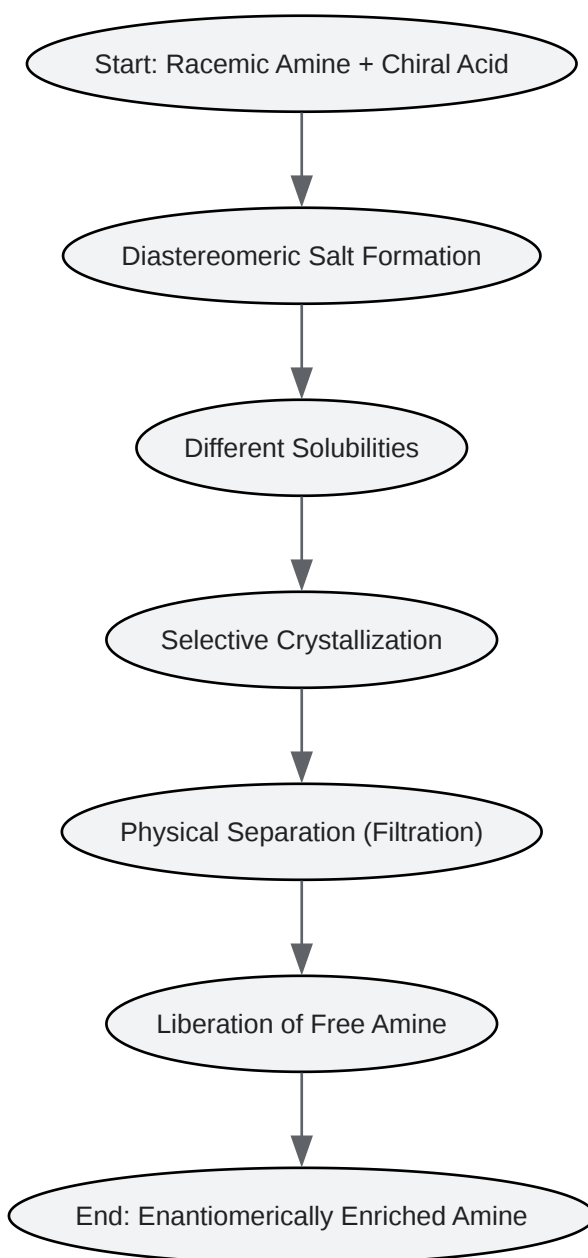 Start: Racemic Amine + Chiral Acid
Diastereomeric Salt Formation
Different Solubilities
Selective Crystallization
Physical Separation (Filtration)
Liberation of Free Amine
End: Enantiomerically Enriched Amine